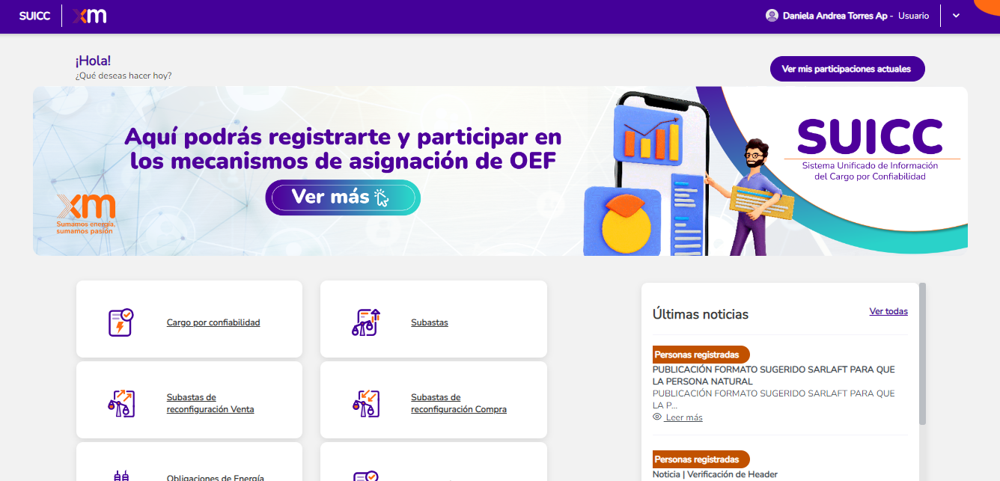 SUICC
xm
Daniela Andrea Torres Ap - Usuario
¡Hola!
¿Qué deseas hacer hoy?
Ver mis participaciones actuales
Aquí podrás registrarte y participar en
los mecanismos de asignación de OEF
Ver más
xm
Sumamos energía,
sumamos pasión
SUICC
Sistema Unificado de Información
del Cargo por Confiabilidad
Cargo por confiabilidad
Subastas
Subastas de
reconfiguración Venta
Subastas de
reconfiguración Compra
Obligaciones de Energía
Últimas noticias
Ver todas
Personas registradas
PUBLICACIÓN FORMATO SUGERIDO SARLAFT PARA QUE
LA PERSONA NATURAL
PUBLICACIÓN FORMATO SUGERIDO SARLAFT PARA QUE
LA P...
Leer más
Personas registradas
Noticia | Verificación de Header